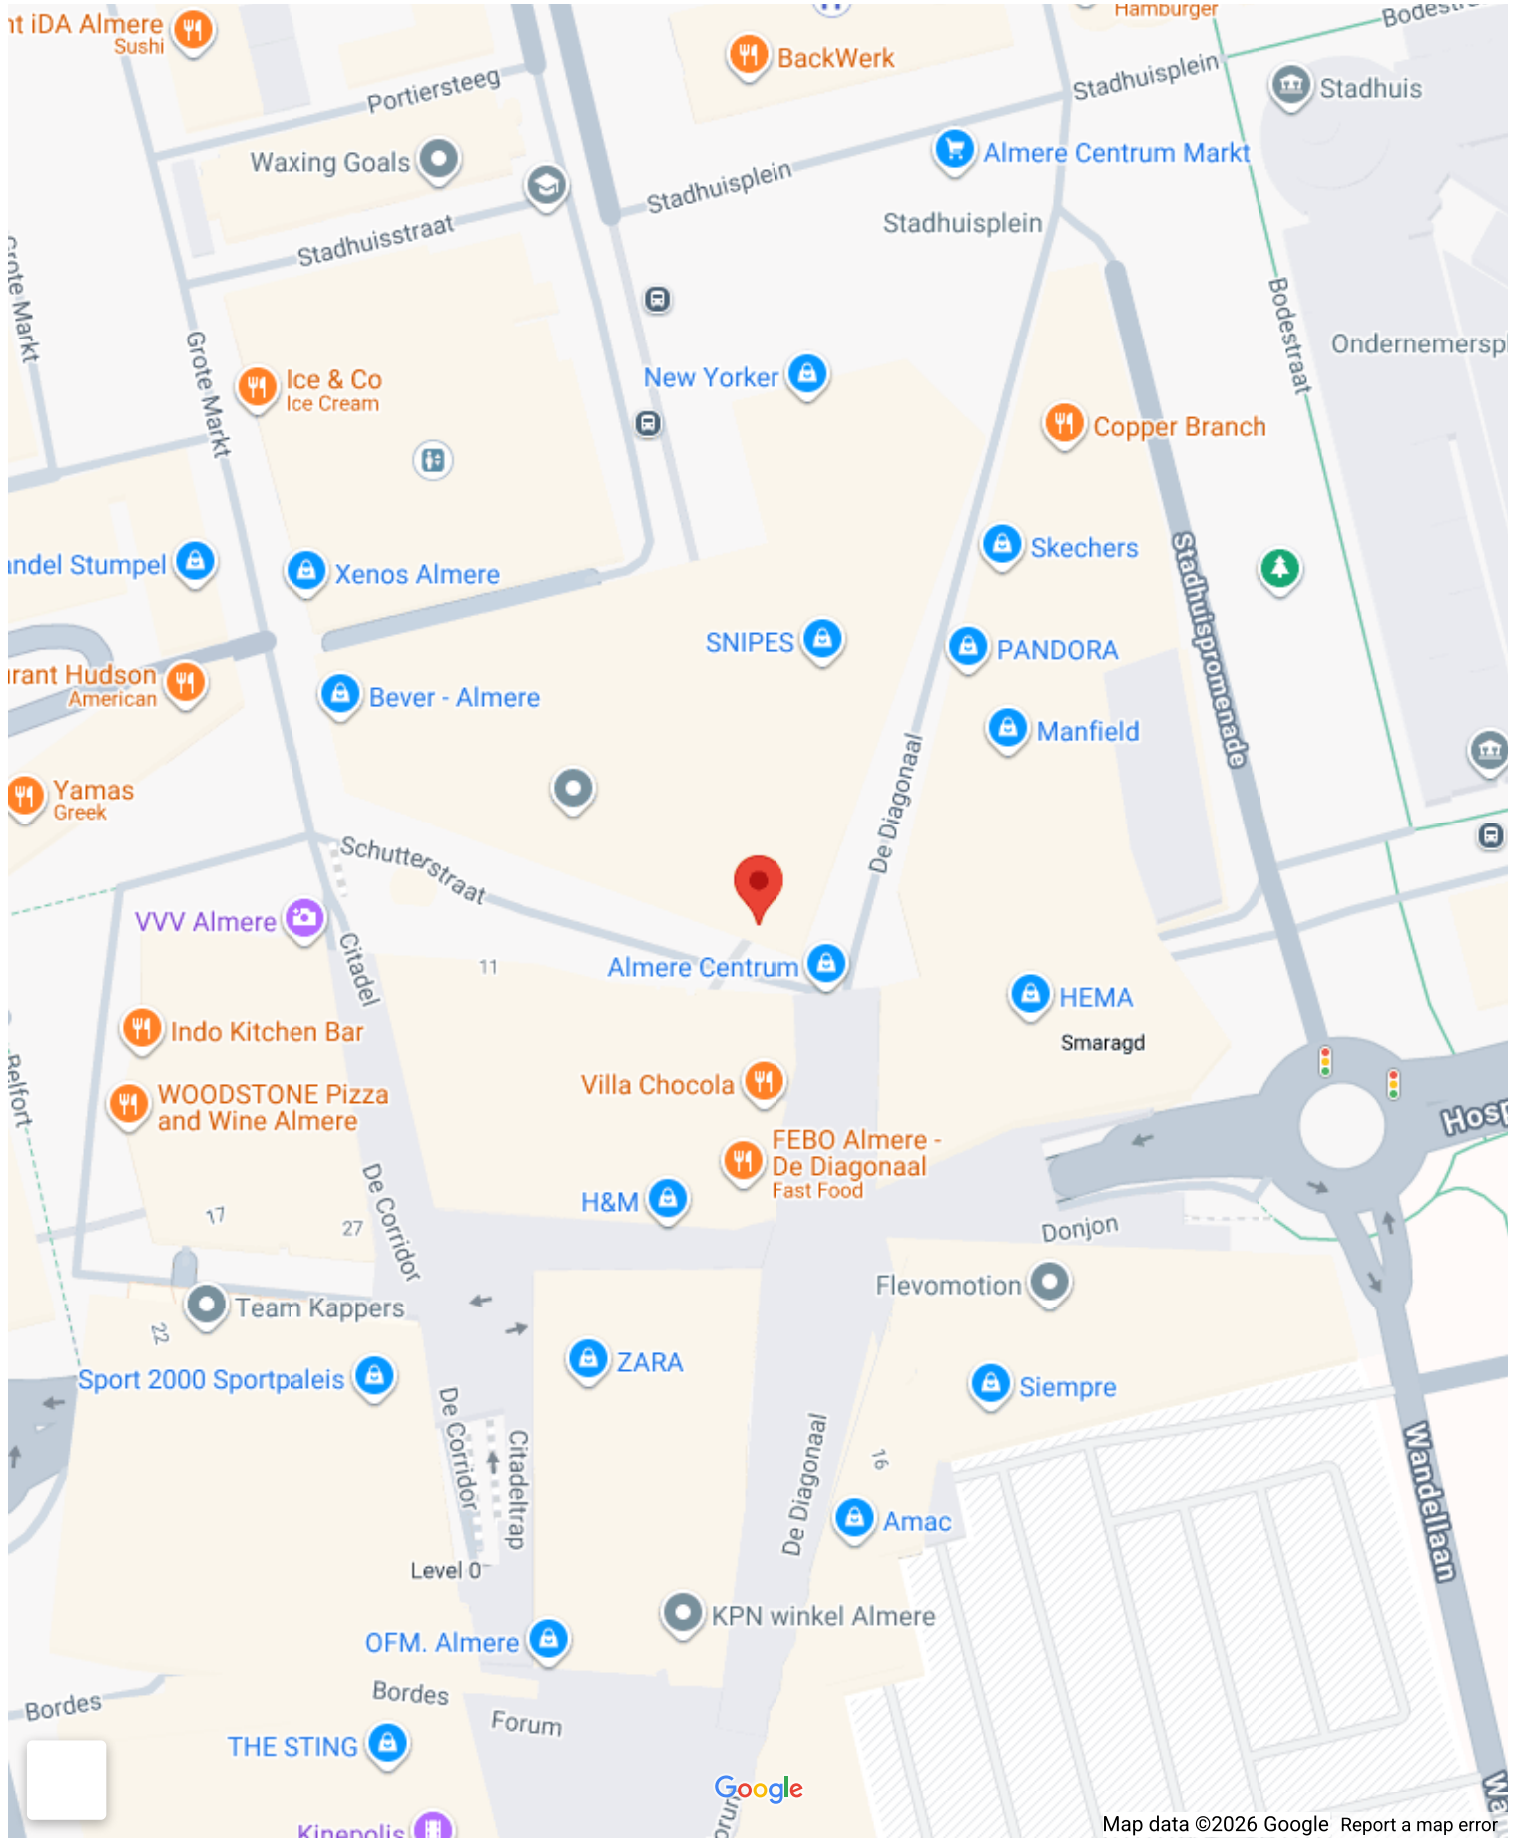 nt iDA Almere
Sushi
Hamburger
BackWerk
Portiersteeg
Stadhuisplein
Stadhuis
Waxing Goals
Almere Centrum Markt
Stadhuisplein
Stadhuisplein
Stadhuisstraat
Grote Markt
Grote Markt
Bodestraat
Ondernemerspl
New Yorker
Ice & Co
Ice Cream
Copper Branch
Skechers
andel Stumpel
Xenos Almere
Stadhuispromenade
SNIPES
PANDORA
urant Hudson
American
Bever - Almere
Manfield
Yamas
Greek
De Diagonaal
Schutterstraat
VVV Almere
Citadel
11
Almere Centrum
HEMA
Smaragd
Indo Kitchen Bar
Belfort
Villa Chocola
WOODSTONE Pizza
and Wine Almere
Hosp
FEBO Almere -
De Diagonaal
Fast Food
H&M
De Corridor
17
27
Donjon
Flevomotion
Team Kappers
22
ZARA
Sport 2000 Sportpaleis
Siempre
De Corridor
Citadeltrap
De Diagonaal
16
Wandellaan
Amac
Level 0
KPN winkel Almere
OFM. Almere
Bordes
Bordes
Forum
THE STING
Google
Wa
Kinepolis
Map data ©2026 Google
Report a map error